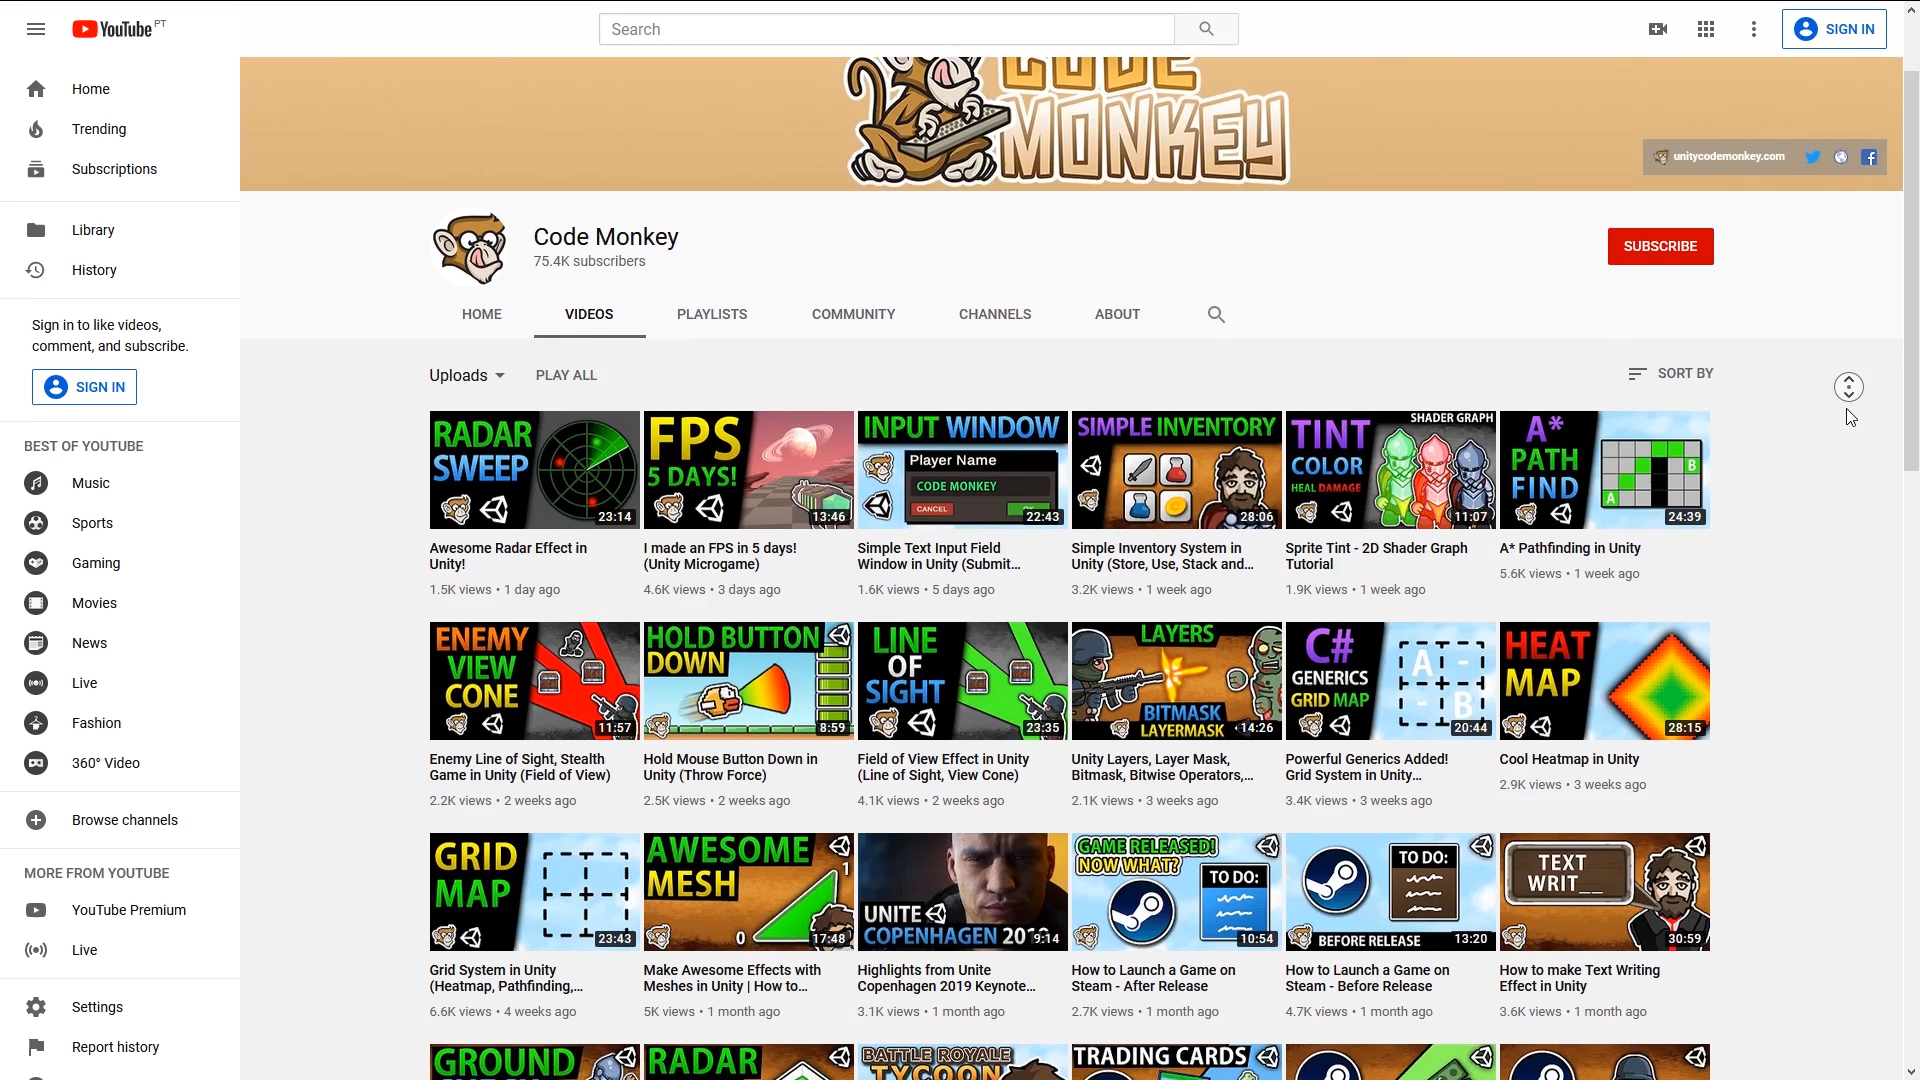 YouTube PT
Search
SIGN IN
Home
Trending
Subscriptions
Library
History
Sign in to like videos,
comment, and subscribe.
SIGN IN
BEST OF YOUTUBE
Music
Sports
Gaming
Movies
News
Live
Fashion
360° Video
Browse channels
MORE FROM YOUTUBE
YouTube Premium
Live
Settings
Report history
CODE
MONKEY
unitycodemonkey.com
Code Monkey
75.4K subscribers
SUBSCRIBE
HOME
VIDEOS
PLAYLISTS
COMMUNITY
CHANNELS
ABOUT
Uploads
PLAY ALL
SORT BY
RADAR
SWEEP
23:14
Awesome Radar Effect in
Unity!
1.5K views • 1 day ago
FPS
5 DAYS!
13:46
I made an FPS in 5 days!
(Unity Microgame)
4.6K views • 3 days ago
INPUT WINDOW
Player Name
CODE MONKEY
CANCEL
22:43
Simple Text Input Field
Window in Unity (Submit...
1.6K views • 5 days ago
SIMPLE INVENTORY
28:06
Simple Inventory System in
Unity (Store, Use, Stack and...
3.2K views • 1 week ago
SHADER GRAPH
TINT
COLOR
HEAL DAMAGE
11:07
Sprite Tint - 2D Shader Graph
Tutorial
1.9K views • 1 week ago
A*
PATH
FIND
B
A
24:39
A* Pathfinding in Unity
5.6K views • 1 week ago
ENEMY
VIEW
CONE
11:57
Enemy Line of Sight, Stealth
Game in Unity (Field of View)
2.2K views • 2 weeks ago
HOLD BUTTON
DOWN
8:59
Hold Mouse Button Down in
Unity (Throw Force)
2.5K views • 2 weeks ago
LINE
OF
SIGHT
23:35
Field of View Effect in Unity
(Line of Sight, View Cone)
4.1K views • 2 weeks ago
LAYERS
BITMASK
LAYERMASK
14:26
Unity Layers, Layer Mask,
Bitmask, Bitwise Operators,...
2.1K views • 3 weeks ago
C#
GENERICS
GRID MAP
A -
- B
20:44
Powerful Generics Added!
Grid System in Unity...
3.4K views • 3 weeks ago
HEAT
MAP
28:15
Cool Heatmap in Unity
2.9K views • 3 weeks ago
GRID
MAP
23:43
Grid System in Unity
(Heatmap, Pathfinding,...
6.6K views • 4 weeks ago
AWESOME
MESH
1
0
17:48
Make Awesome Effects with
Meshes in Unity | How to...
5K views • 1 month ago
UNITE
COPENHAGEN
9:14
Highlights from Unite
Copenhagen 2019 Keynote...
3.1K views • 1 month ago
GAME RELEASED!
NOW WHAT?
TO DO:
10:54
How to Launch a Game on
Steam - After Release
2.7K views • 1 month ago
TO DO:
BEFORE RELEASE
13:20
How to Launch a Game on
Steam - Before Release
4.7K views • 1 month ago
TEXT
WRIT__
30:59
How to make Text Writing
Effect in Unity
3.6K views • 1 month ago
GROUND
RADAR
BATTLE ROYALE
TYCOON
TRADING CARDS